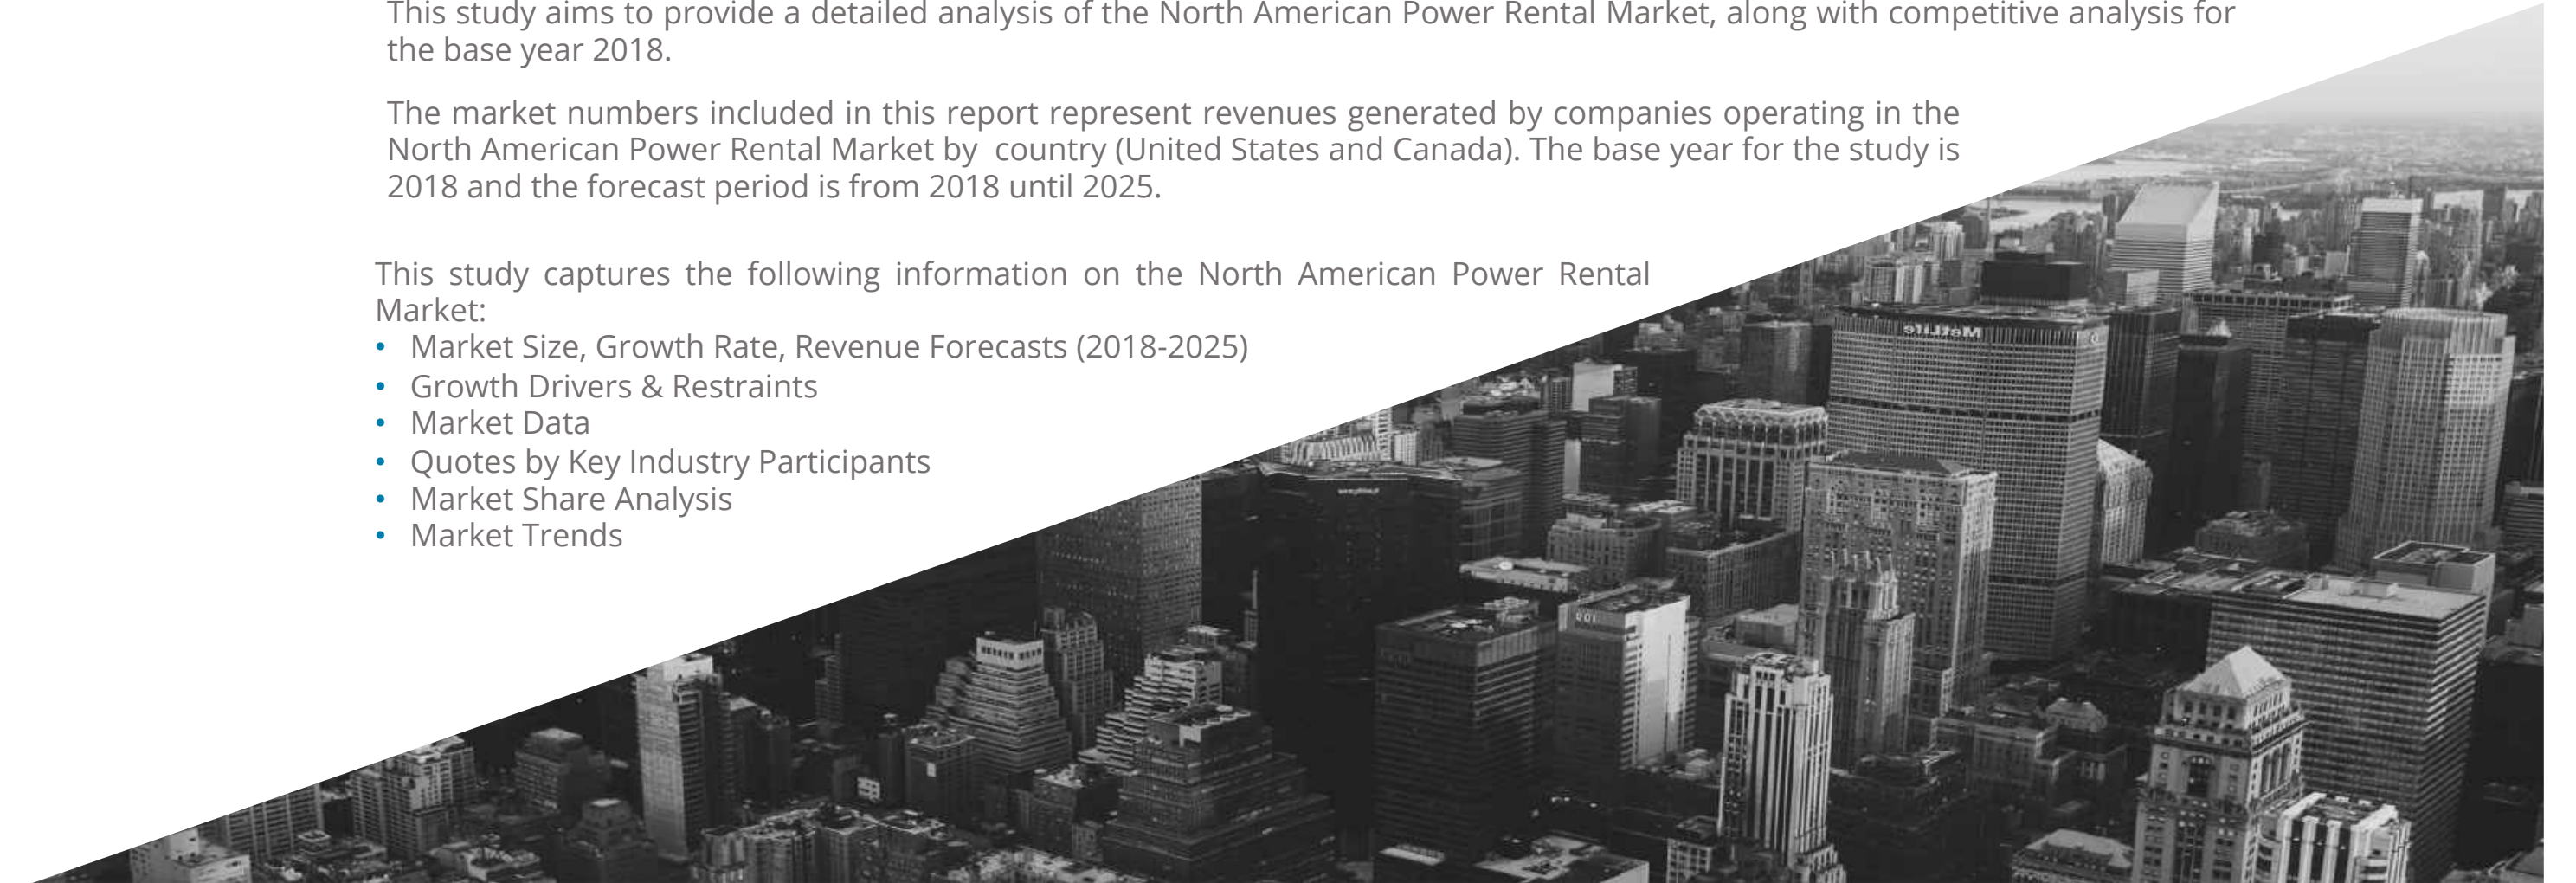 This study aims to provide a detailed analysis of the North American Power Rental Market, along with competitive analysis for
the base year 2018.
The market numbers included in this report represent revenues generated by companies operating in the
North American Power Rental Market by  country (United States and Canada). The base year for the study is
2018 and the forecast period is from 2018 until 2025.
This study captures the following information on the North American Power Rental
Market:
• Market Size, Growth Rate, Revenue Forecasts (2018-2025)
• Growth Drivers & Restraints
• Market Data
• Quotes by Key Industry Participants
• Market Share Analysis
• Market Trends
MetLife